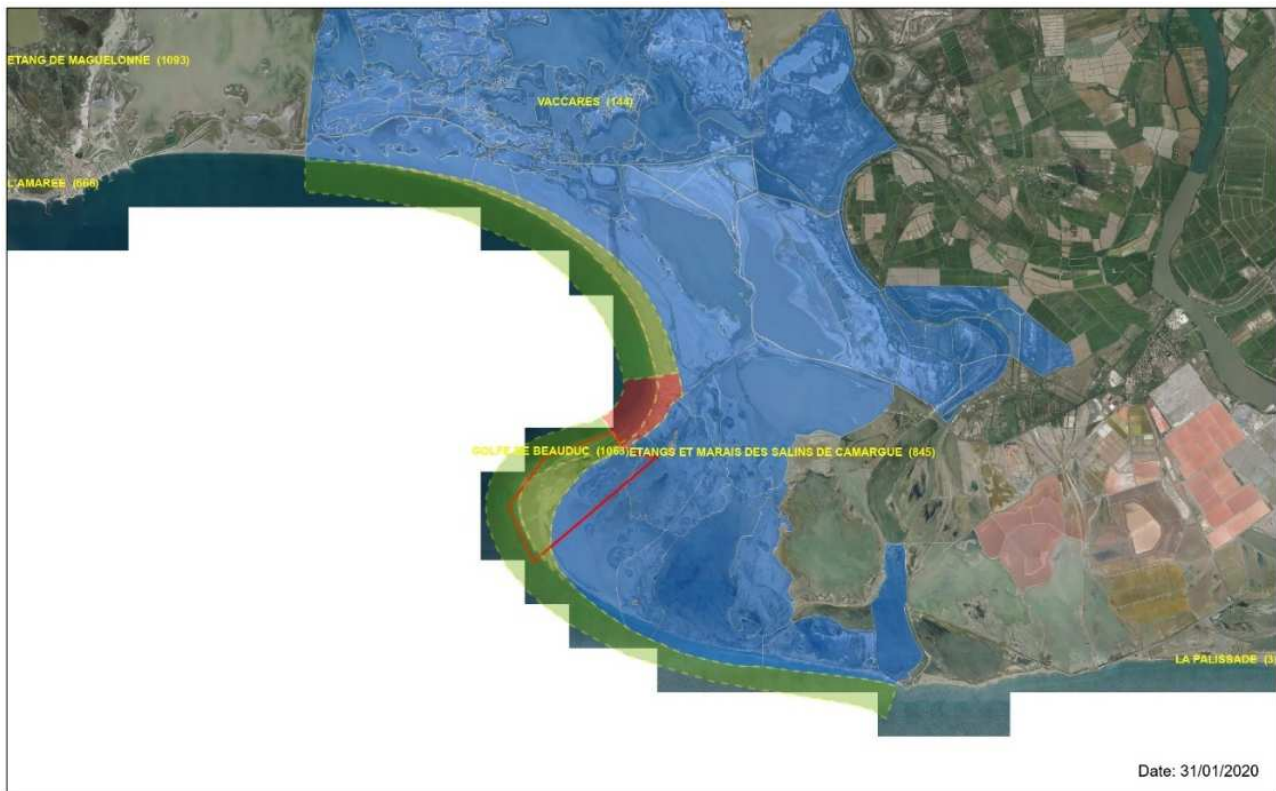 ETANG DE MAGUELONNE (1093)
VACCARES (144)
L'AMAREE (666)
GOLFE DE BEAUDUC (1063)
ETANGS ET MARAIS DES SALINS DE CAMARGUE (845)
LA PALISSADE (3
Date: 31/01/2020